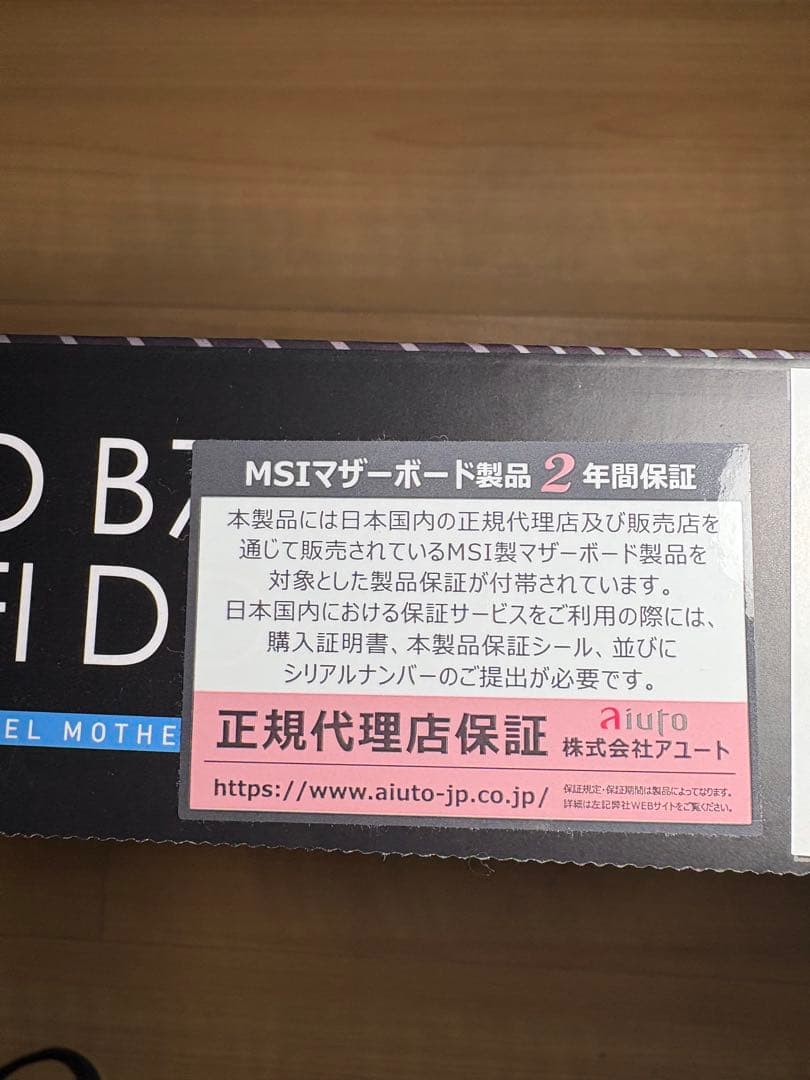 O B7
FI D
EL MOTHE
MSIマザーボード製品 2 年間保証
本製品には日本国内の正規代理店及び販売店を
通じて販売されているMSI製マザーボード製品を
対象とした製品保証が付帯されています。
日本国内における保証サービスをご利用の際には、
購入証明書、本製品保証シール、並びに
シリアルナンバーのご提出が必要です。
正規代理店保証
aiuto
株式会社アユート
https://www.aiuto-jp.co.jp/
保証規定・保証期間は製品によってなります。
詳細は左記弊社WEBサイトをご覧ください。